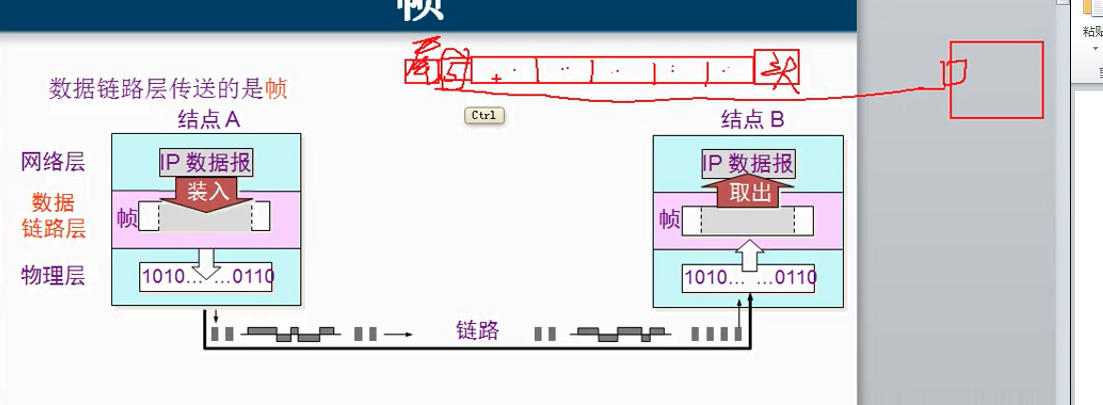 帧
粘贴
数据链路层传送的是帧
Ctrl
结点 A
结点 B
网络层
IP 数据报
IP 数据报
装入
取出
数据
链路层
帧
帧
物理层
1010… …0110
1010… …0110
链路